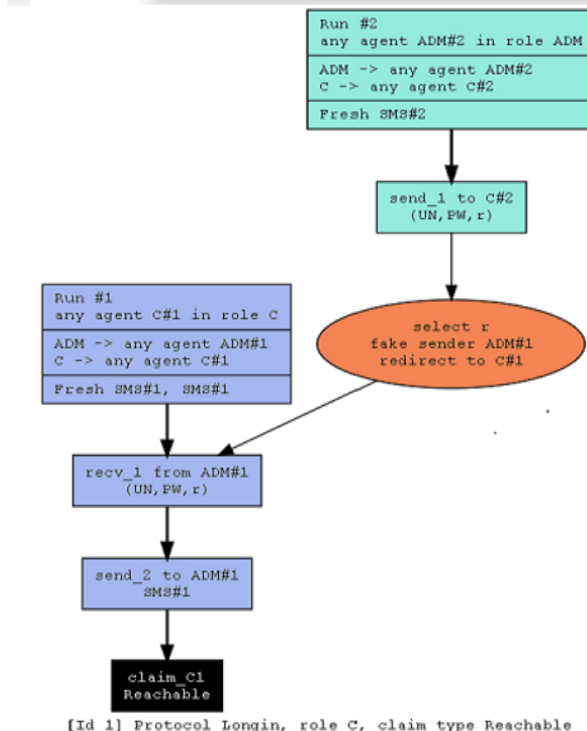 Run #2
any agent ADM#2 in role ADM
ADM -> any agent ADM#2
C -> any agent C#2
Fresh SMS#2
send_1 to C#2
(UN,PW,r)
Run #1
any agent C#1 in role C
ADM -> any agent ADM#1
C -> any agent C#1
Fresh SMS#1, SMS#1
select r
fake sender ADM#1
redirect to C#1
recv_1 from ADM#1
(UN,PW,r)
send_2 to ADM#1
SMS#1
claim_C1
Reachable
[Id 1] Protocol Longin, role C, claim type Reachable